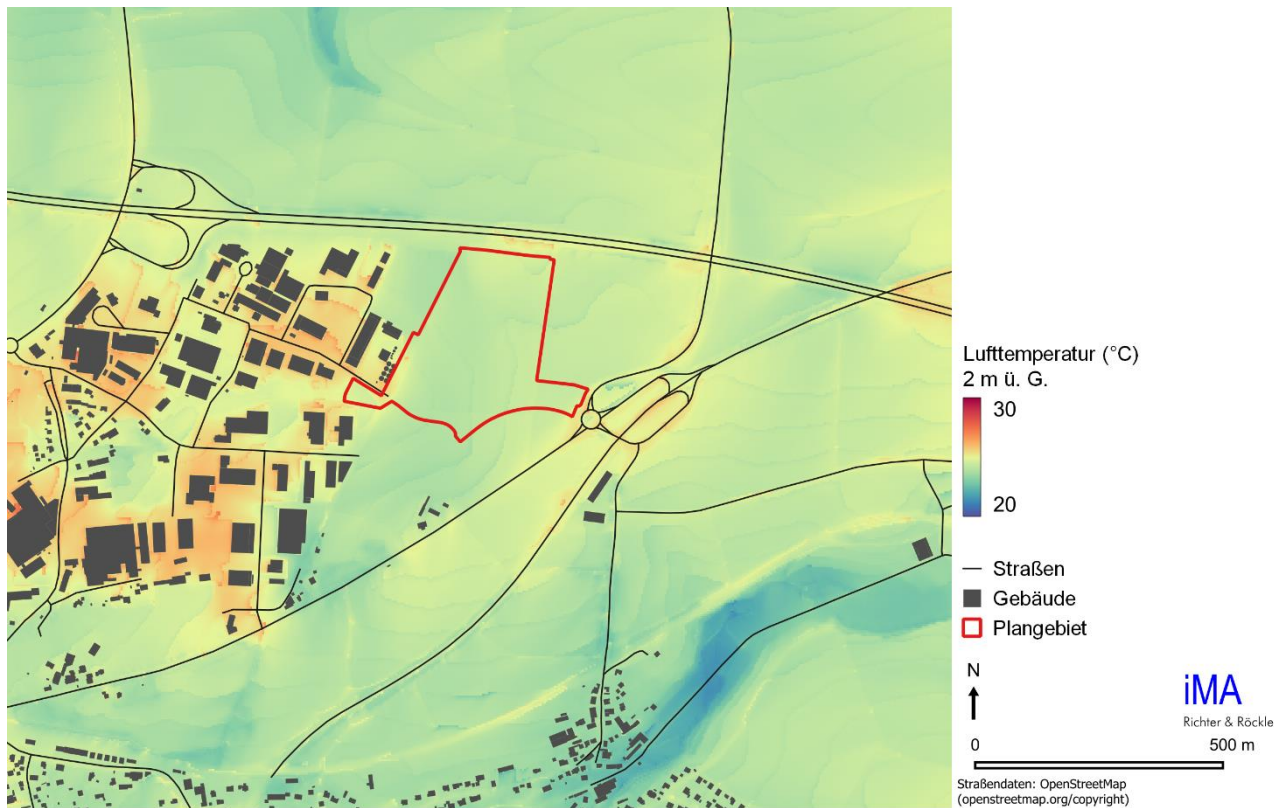 Lufttemperatur (°C)
2 m ü. G.
30
20
Straßen
Gebäude
Plangebiet
N
iMA
Richter & Röckle
0 500 m
Straßendaten: OpenStreetMap
(openstreetmap.org/copyright)